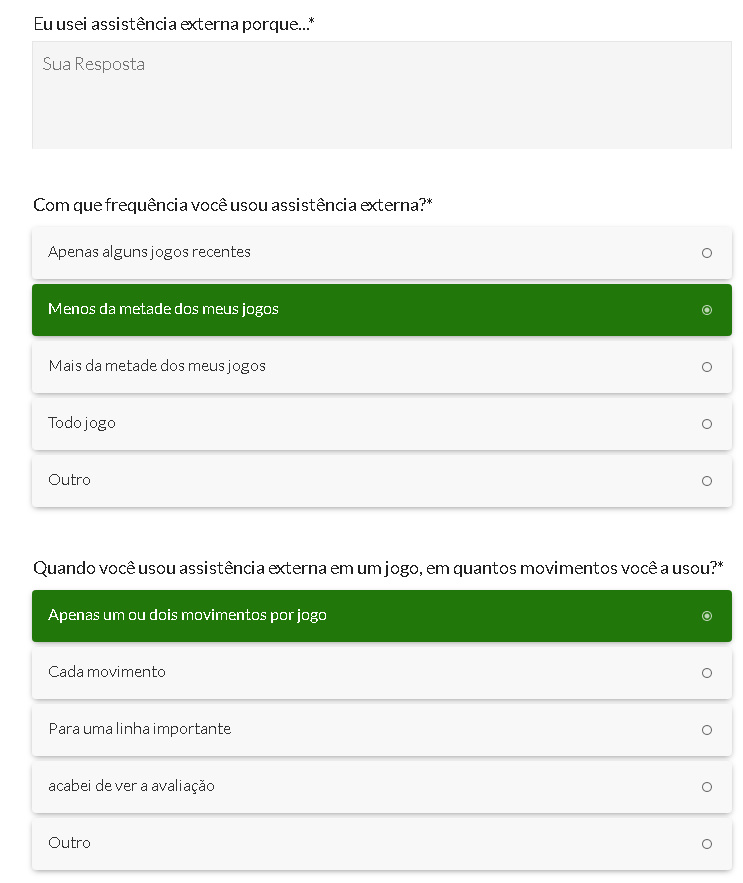 Eu usei assistência externa porque...*
Sua Resposta
Com que frequência você usou assistência externa?*
Apenas alguns jogos recentes
Menos da metade dos meus jogos
Mais da metade dos meus jogos
Todo jogo
Outro
Quando você usou assistência externa em um jogo, em quantos movimentos você a usou?*
Apenas um ou dois movimentos por jogo
Cada movimento
Para uma linha importante
acabei de ver a avaliação
Outro